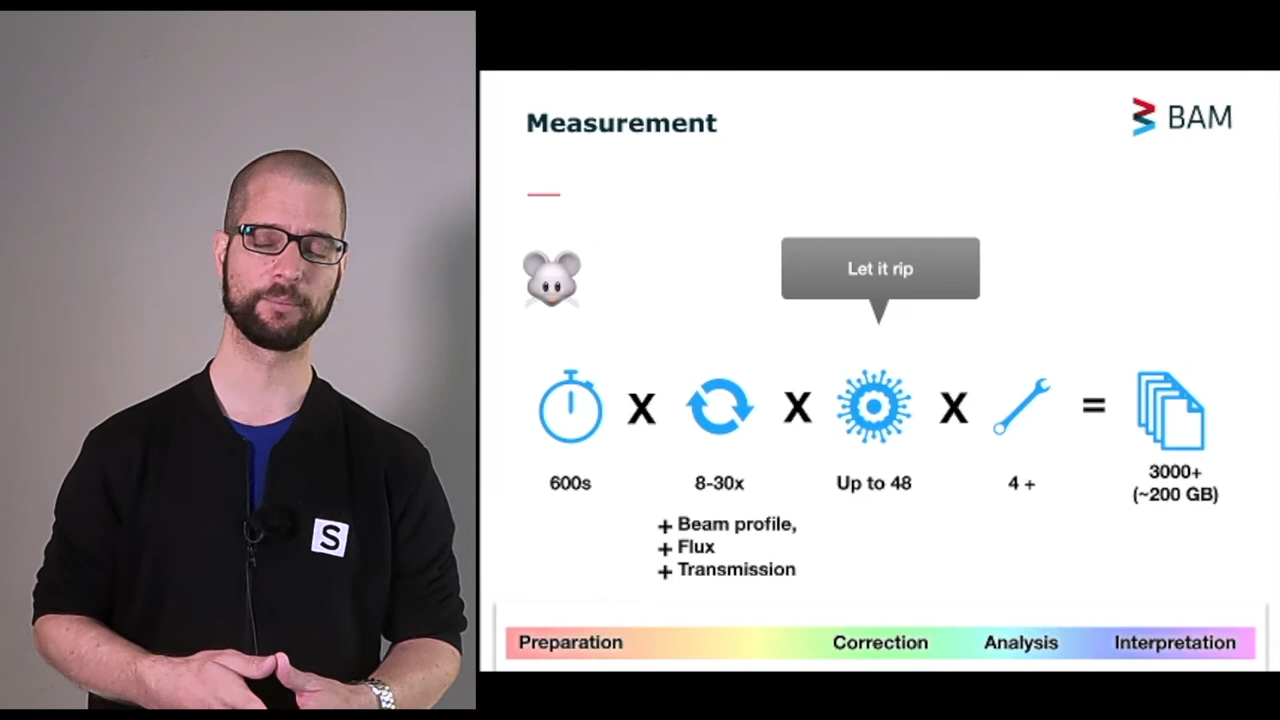 Measurement
BAM
Let it rip
X
X
X
=
600s
8-30x
Up to 48
4 +
3000+
(~200 GB)
+ Beam profile,
+ Flux
+ Transmission
S
Preparation
Correction
Analysis
Interpretation